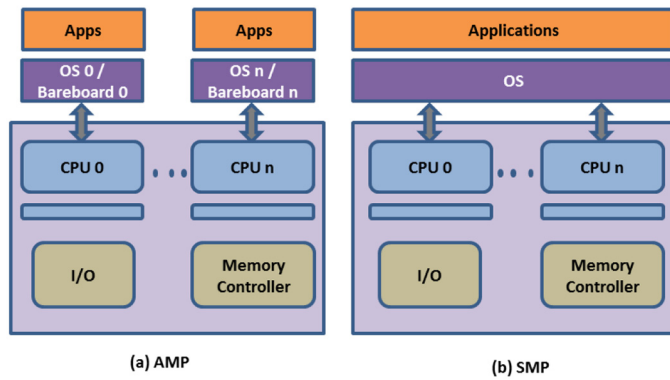 Apps
Apps
Applications
OS 0 /
Bareboard 0
OS n /
Bareboard n
OS
CPU 0
CPU n
CPU 0
CPU n
I/O
Memory
Controller
I/O
Memory
Controller
(a) AMP
(b) SMP